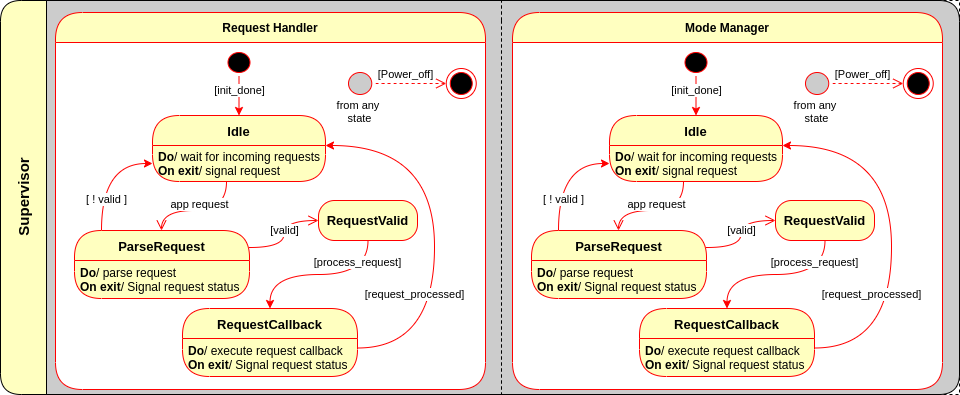 Supervisor
Request Handler
[Power_off]
[init_done]
from any
state
Idle
Do/ wait for incoming requests
On exit/ signal request
[ ! valid ]
app request
[valid]
RequestValid
ParseRequest
Do/ parse request
On exit/ Signal request status
[process_request]
[request_processed]
RequestCallback
Do/ execute request callback
On exit/ Signal request status
Mode Manager
[Power_off]
[init_done]
from any
state
Idle
Do/ wait for incoming requests
On exit/ signal request
[ ! valid ]
app request
[valid]
RequestValid
ParseRequest
Do/ parse request
On exit/ Signal request status
[process_request]
[request_processed]
RequestCallback
Do/ execute request callback
On exit/ Signal request status